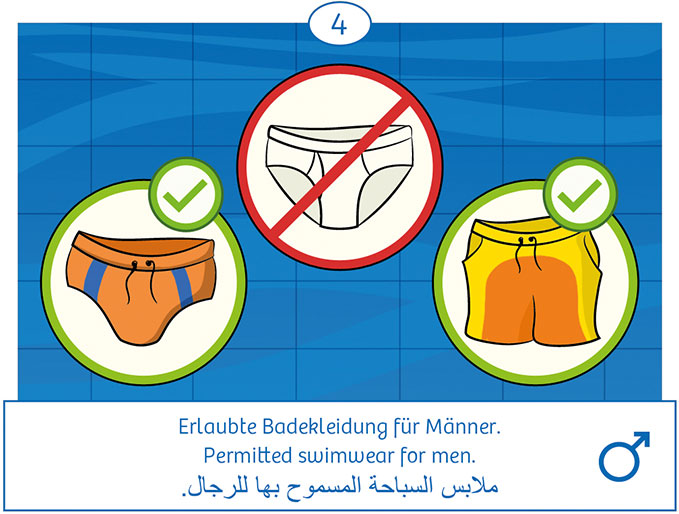 4
Erlaubte Badekleidung für Männer.
Permitted swimwear for men.
ملابس السباحة المسموح بها للرجال.